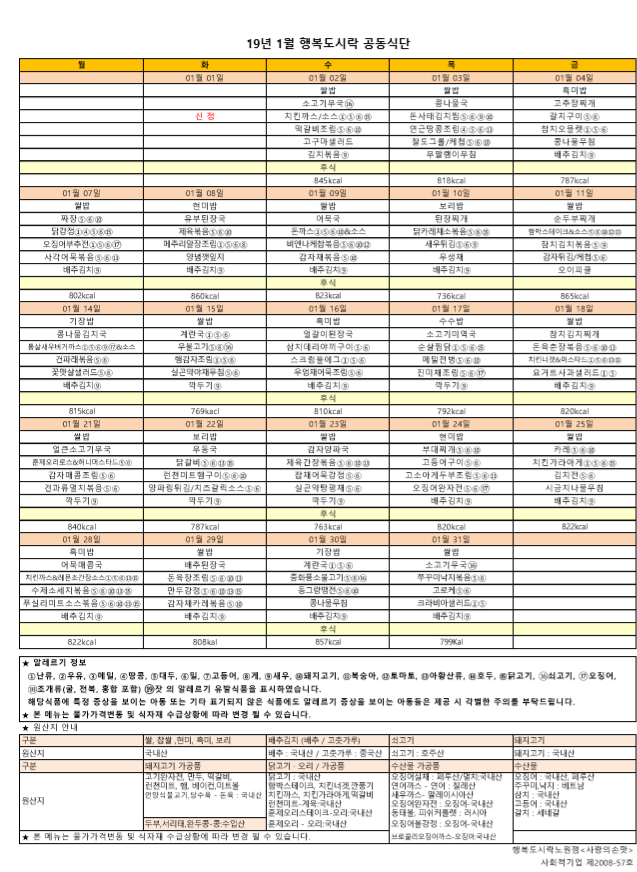 19년 1월 행복도시락 공동식단
월 화 수 목 금
01월 01일 01월 02일 01월 03일 01월 04일
쌀밥 쌀밥 흑미밥
소고기무국⑯ 콩나물국 고추장찌개
신 정 치킨까스/소스①⑤⑥⑮ 돈사태김치찜⑤⑥⑨⑩ 갈치구이⑤⑥
떡갈비조림⑤⑥⑩ 연근땅콩조림④⑤⑥⑬ 참치오믈렛①⑤⑥
고구마샐러드 찰도그롤/케첩⑤⑥⑩ 콩나물무침
김치볶음⑨ 무말랭이무침 배추김치⑨
후식
845kcal 818kcal 787kcal
01월 07일 01월 08일 01월 09일 01월 10일 01월 11일
쌀밥 현미밥 쌀밥 보리밥 쌀밥
짜장⑤⑥⑩ 유부된장국 어묵국 된장찌개 순두부찌개
닭강정①④⑤⑥⑮ 제육볶음⑤⑥⑩ 돈까스①⑤⑥⑩&소스 닭카레채소볶음⑤⑥⑮ 함박스테이크&소스⑤⑥⑩⑫⑮
오징어부추전①⑤⑥⑰ 메추리알장조림①⑤⑥⑧ 비엔나케찹볶음⑤⑥⑩⑫ 새우튀김⑤⑥⑨ 참치김치볶음⑤⑨
사각어묵볶음⑤⑥⑬ 양념깻잎지 감자채볶음⑤⑩ 무생채 감자튀김/케첩⑤⑥
배추김치⑨ 배추김치⑨ 배추김치⑨ 배추김치⑨ 오이피클
후식
802kcal 860kcal 823kcal 736kcal 865kcal
01월 14일 01월 15일 01월 16일 01월 17일 01월 18일
기장밥 쌀밥 흑미밥 수수밥 쌀밥
콩나물김치국 계란국①⑤⑥ 얼갈이된장국 소고기미역국 참치김치찌개
통살새우버거까스①⑤⑥⑨⑰&소스 우불고기⑤⑥⑯ 삼치데리야끼구이⑤⑥ 순살찜닭①⑤⑥⑮ 돈육춘장볶음⑤⑥⑩⑬
건파래볶음⑤⑥ 햄감자조림①⑤⑥ 스크럼블에그①⑤⑥ 메밀전병⑤⑥⑩ 치킨너겟&머스타드①⑤⑥⑬⑮
꽃맛살샐러드⑤⑥ 실곤약야채무침⑤⑥ 우엉채어묵조림⑤⑥ 진미채조림⑤⑥⑰ 요거트사과샐러드①⑤
배추김치⑨ 깍두기⑨ 배추김치⑨ 깍두기⑨ 배추김치⑨
후식
815kcal 769kacl 810kcal 792kcal 820kcal
01월 21일 01월 22일 01월 23일 01월 24일 01월 25일
쌀밥 보리밥 쌀밥 현미밥 쌀밥
얼큰소고기무국 우동국 감자양파국 부대찌개⑤⑥⑩ 카레⑤⑥⑩
훈제오리로스&허니머스타드⑤⑥ 닭갈비⑤⑥⑬⑮ 제육간장볶음⑤⑥⑩⑬ 고등어구이⑤⑥ 치킨가라아게①⑤⑥⑮
감자매콤조림⑤⑥ 런천미트햄구이⑤⑥⑩ 잡채어묵강정⑤⑥ 고소아게두부조림⑤⑥⑬ 김치전⑤⑥
견과류멸치볶음⑤⑥ 양파링튀김/치즈갈릭소스⑤⑥ 실곤약탕평채⑤⑥ 오징어완자전⑤⑥⑰ 시금치나물무침
깍두기⑨ 깍두기⑨ 깍두기⑨ 배추김치⑨ 배추김치⑨
후식
840kcal 787kcal 763kcal 820kcal 822kcal
01월 28일 01월 29일 01월 30일 01월 31일
흑미밥 쌀밥 기장밥 쌀밥
어묵매콤국 배추된장국 계란국①⑤⑥ 소고기무국⑯
치킨까스&레몬초간장소스①⑤⑥⑬⑮ 돈육장조림⑤⑥⑩⑬ 중화풍소불고기⑤⑥⑯ 쭈꾸미낙지볶음⑤⑥
수제소세지볶음⑤⑥⑩⑬⑮ 만두강정⑤⑥⑩⑬⑮ 동그랑땡전⑤⑥⑩ 고로케⑤⑥
푸실리미트소스볶음⑤⑥⑩⑬⑮ 감자채카레볶음⑤⑩ 콩나물무침 크라비아샐러드①⑤
배추김치⑨ 배추김치⑨ 배추김치⑨ 배추김치⑨
후식
822kcal 808kal 857kcal 799Kal
★ 알레르기 정보
①난류, ②우유, ③메밀, ④땅콩, ⑤대두, ⑥밀, ⑦고등어, ⑧게, ⑨새우, ⑩돼지고기, ⑪복숭아, ⑫토마토, ⑬아황산류, ⑭호두, ⑮닭고기, ⑯쇠고기, ⑰오징어,
⑱조개류(굴, 전복, 홍합 포함) ⑲잣 의 알레르기 유발식품을 표시하였습니다.
해당식품에 특정 증상을 보이는 아동 또는 기타 표기되지 않은 식품에도 알레르기 증상을 보이는 아동들은 제공 시 각별한 주의를 부탁드립니다.
★ 본 메뉴는 물가가격변동 및 식자재 수급상황에 따라 변경 될 수 있습니다.
★ 원산지 안내
구분 쌀, 찹쌀 ,현미, 흑미, 보리 배추김치 (배추 / 고춧가루) 쇠고기 돼지고기
원산지 국내산 배추 : 국내산 / 고춧가루 : 중국산 쇠고기 : 호주산 돼지고기 : 국내산
구분 돼지고기 가공품 닭고기 · 오리 / 가공품 수산물 가공품 수산물
원산지
고기완자전, 만두, 떡갈비,
런천미트, 햄, 베이컨,미트볼
언양식불고기,탕수육 - 돈육 : 국내산
두부,서리태,완두콩-콩:수입산
닭고기 : 국내산
함박스테이크, 치킨너겟,깐풍기
치킨까스, 치킨가라아게,떡갈비
런천미트-계육:국내산
훈제오리스테이크-오리:국내산
훈제오리 - 오리:국내산
오징어실채 : 페루산/멸치:국내산
연어까스 - 연어 : 칠레산
새우까스- 말레이시아산
오징어완자전 : 오징어-국내산
동태볼, 피쉬커틀렛 : 러시아
오징어볼강정 : 오징어-국내산
브로콜리오징어까스-오징어:국내산
오징어 : 국내산, 페루산
주꾸미,낙지 : 베트남
삼치 : 국내산
고등어 : 국내산
갈치 : 세네갈
★ 본 메뉴는 물가가격변동 및 식자재 수급상황에 따라 변경 될 수 있습니다.
행복도시락노원점<사랑의손맛>
사회적기업 제2008-57호